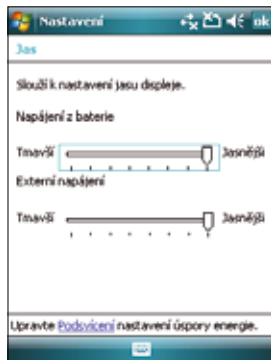 Nastavení ok
Jas
Slouží k nastavení jasu displeje.
Napájení z baterie
Tmavší Jasnější
Externí napájení
Tmavší Jasnější
Upravte Podsvícení nastavení úspory energie.